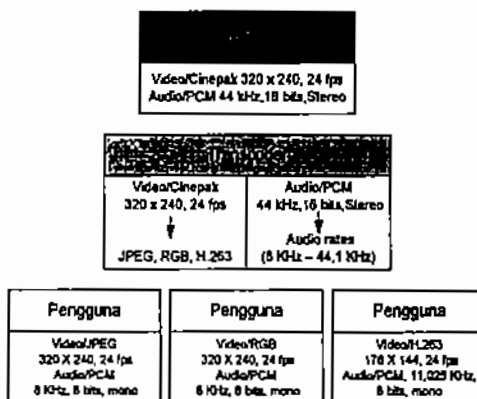 Video/Cinepak 320 x 240, 24 fps
Audio/PCM 44 kHz,16 bits,Stereo
Video/Cinepak
320 x 240, 24 fps
JPEG, RGB, H.263
Audio/PCM
44 kHz,16 bits,Stereo
Audio rates
(8 KHz – 44,1 KHz)
Pengguna
Video/JPEG
320 X 240, 24 fps
Audio/PCM
8 KHz, 8 bits, mono
Pengguna
Video/RGB
320 X 240, 24 fps
Audio/PCM
6 KHz, 8 bits, mono
Pengguna
Video/H.263
176 X 144, 24 fps
Audio/PCM, 11,025 KHz,
8 bits, mono